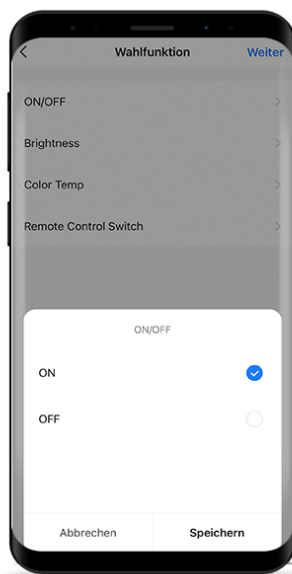 Wahlfunktion
Weiter
ON/OFF
Brightness
Color Temp
Remote Control Switch
ON/OFF
ON
OFF
Abbrechen
Speichern